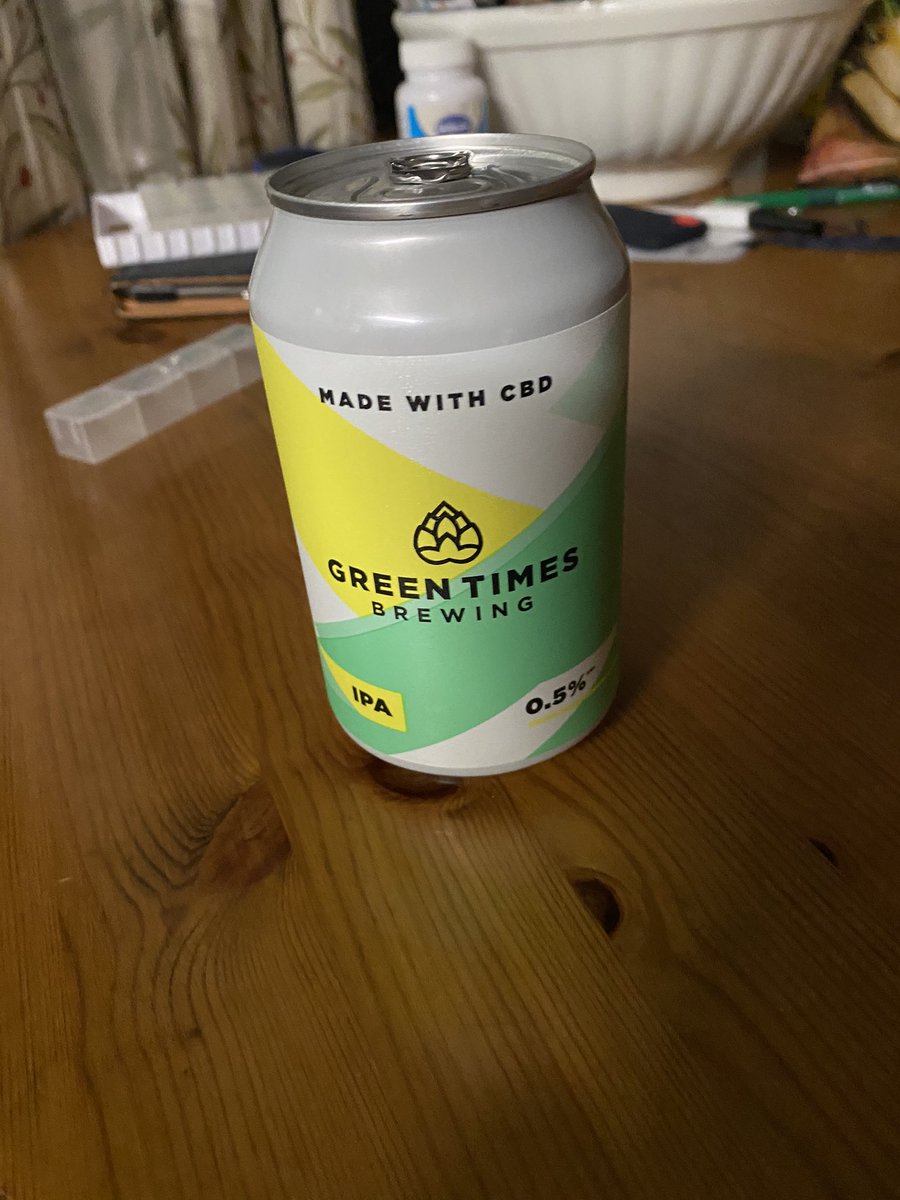 MADE WITH CBD
GREEN TIMES
BREWING
IPA
0.5%